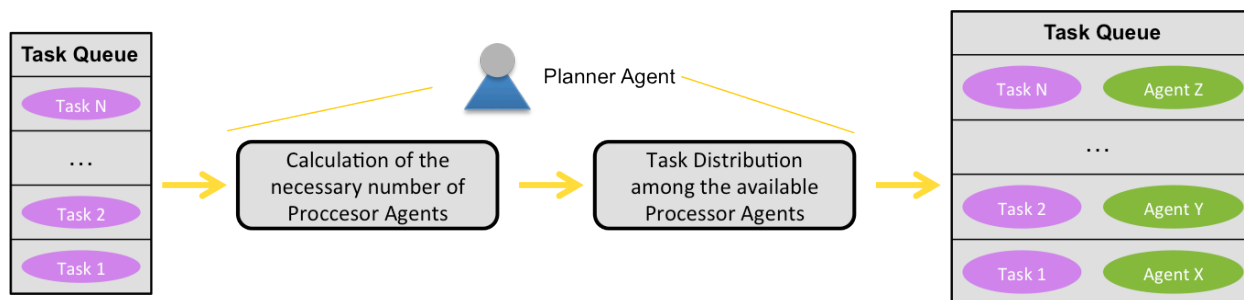 Task Queue
Task N
...
Task 2
Task 1
Planner Agent
Calculation of the
necessary number of
Proccesor Agents
Task Distribution
among the available
Processor Agents
Task Queue
Task N Agent Z
...
Task 2 Agent Y
Task 1 Agent X